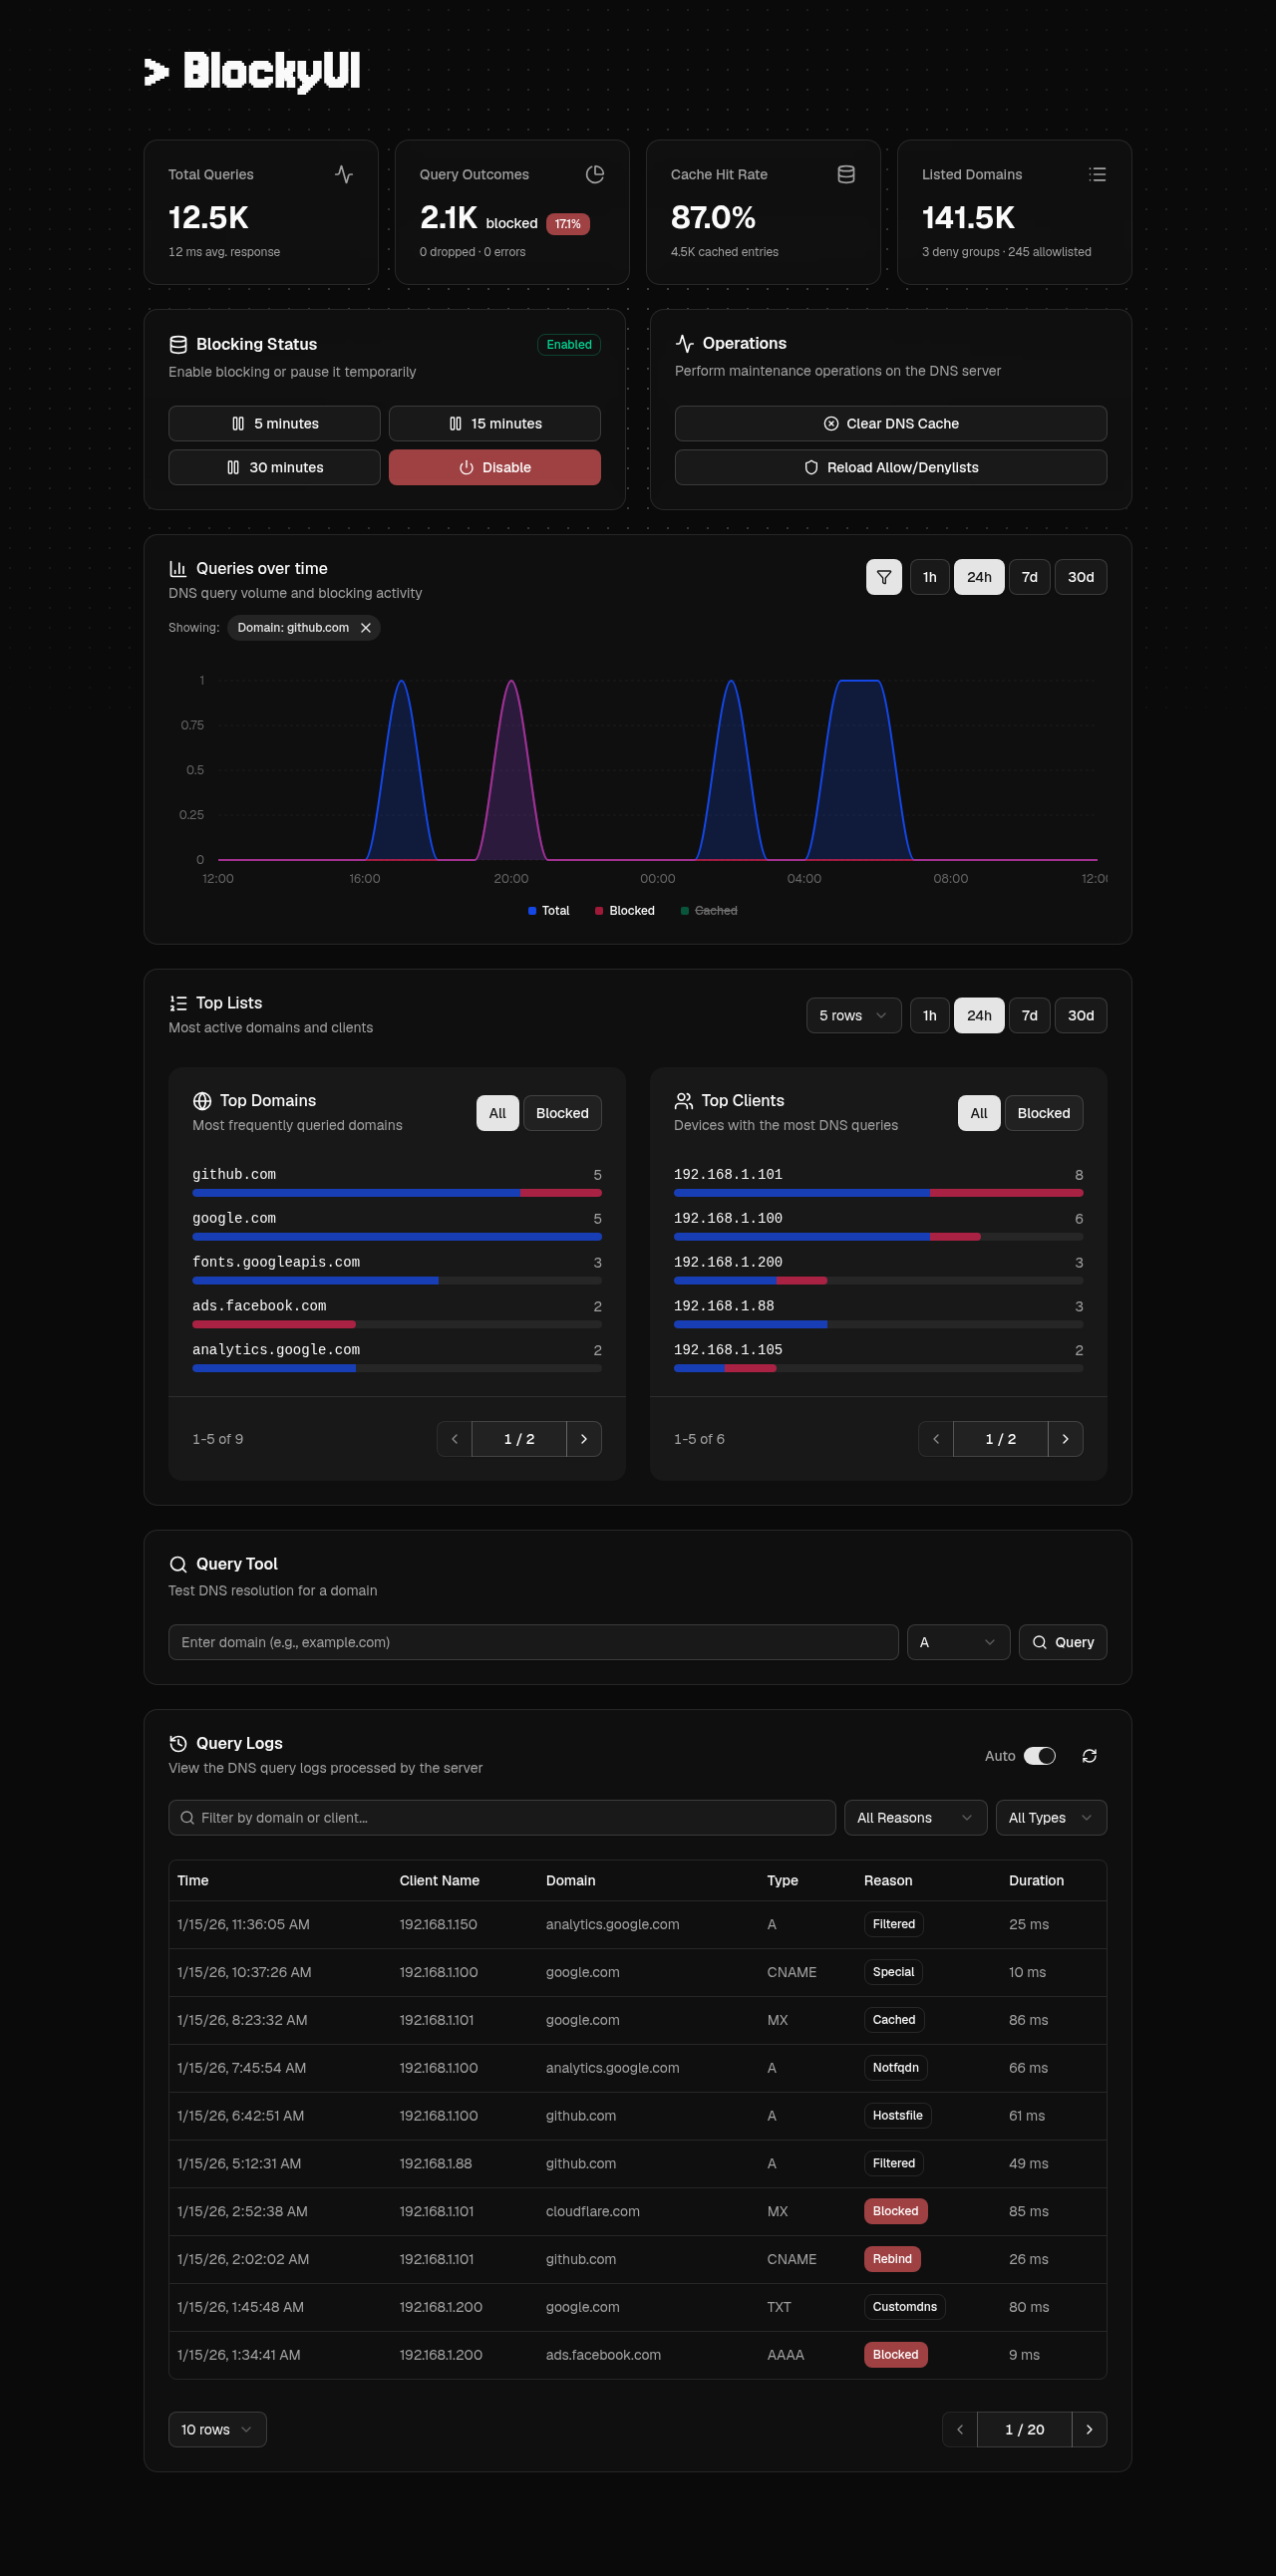 > BlockyUI
Total Queries
12.5K
12 ms avg. response
Query Outcomes
2.1K blocked 17.1%
0 dropped · 0 errors
Cache Hit Rate
87.0%
4.5K cached entries
Listed Domains
141.5K
3 deny groups · 245 allowlisted
Blocking Status
Enabled
Enable blocking or pause it temporarily
5 minutes
15 minutes
30 minutes
Disable
Operations
Perform maintenance operations on the DNS server
Clear DNS Cache
Reload Allow/Denylists
Queries over time
DNS query volume and blocking activity
1h 24h 7d 30d
Showing: Domain: github.com
1
0.75
0.5
0.25
0
12:00 16:00 20:00 00:00 04:00 08:00 12:00
Total Blocked Cached
Top Lists
Most active domains and clients
5 rows 1h 24h 7d 30d
Top Domains
Most frequently queried domains
All Blocked
github.com 5
google.com 5
fonts.googleapis.com 3
ads.facebook.com 2
analytics.google.com 2
1-5 of 9
1 / 2
Top Clients
Devices with the most DNS queries
All Blocked
192.168.1.101 8
192.168.1.100 6
192.168.1.200 3
192.168.1.88 3
192.168.1.105 2
1-5 of 6
1 / 2
Query Tool
Test DNS resolution for a domain
Enter domain (e.g., example.com)
A
Query
Query Logs
View the DNS query logs processed by the server
Auto
Filter by domain or client...
All Reasons
All Types
Time Client Name Domain Type Reason Duration
1/15/26, 11:36:05 AM 192.168.1.150 analytics.google.com A Filtered 25 ms
1/15/26, 10:37:26 AM 192.168.1.100 google.com CNAME Special 10 ms
1/15/26, 8:23:32 AM 192.168.1.101 google.com MX Cached 86 ms
1/15/26, 7:45:54 AM 192.168.1.100 analytics.google.com A Notfqdn 66 ms
1/15/26, 6:42:51 AM 192.168.1.100 github.com A Hostsfile 61 ms
1/15/26, 5:12:31 AM 192.168.1.88 github.com A Filtered 49 ms
1/15/26, 2:52:38 AM 192.168.1.101 cloudflare.com MX Blocked 85 ms
1/15/26, 2:02:02 AM 192.168.1.101 github.com CNAME Rebind 26 ms
1/15/26, 1:45:48 AM 192.168.1.200 google.com TXT Customdns 80 ms
1/15/26, 1:34:41 AM 192.168.1.200 ads.facebook.com AAAA Blocked 9 ms
10 rows
1 / 20